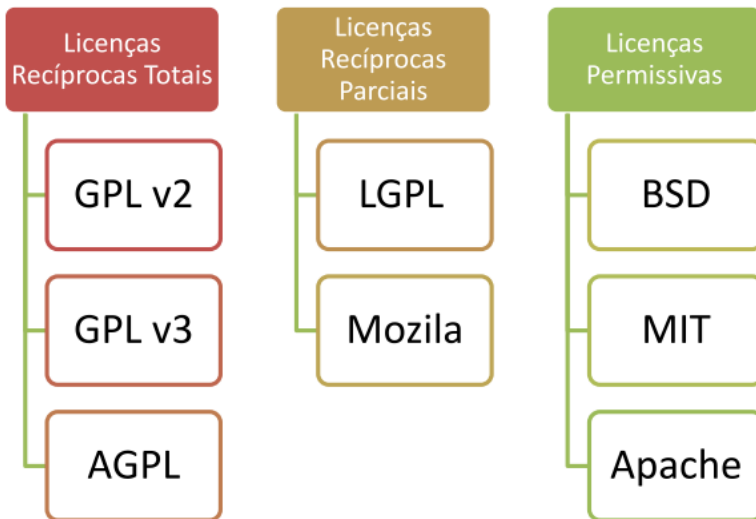 Licenças
Recíprocas Totais
GPL v2
GPL v3
AGPL
Licenças
Recíprocas
Parciais
LGPL
Mozila
Licenças
Permissivas
BSD
MIT
Apache